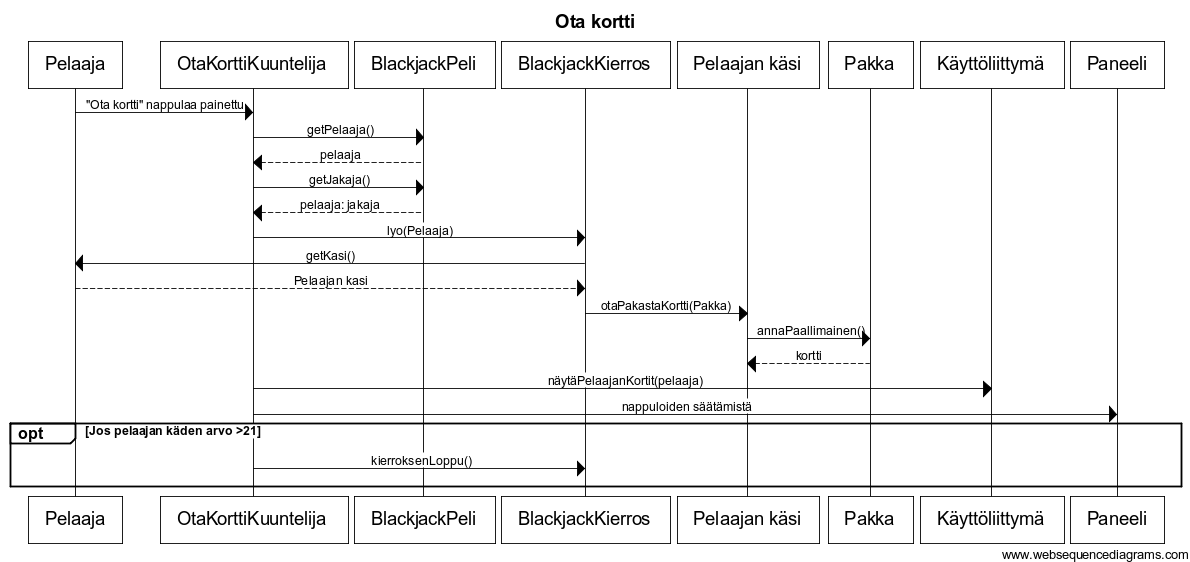 Ota kortti
Pelaaja OtaKorttiKuuntelija BlackjackPeli BlackjackKierros Pelaajan käsi Pakka Käyttöliittymä Paneeli
"Ota kortti" nappulaa painettu
getPelaaja()
pelaaja
getJakaja()
pelaaja: jakaja
lyo(Pelaaja)
getKasi()
Pelaajan kasi
otaPakastaKortti(Pakka)
annaPaallimainen()
kortti
näytäPelaajanKortit(pelaaja)
nappuloiden säätämistä
opt [Jos pelaajan käden arvo >21]
kierroksenLoppu()
Pelaaja OtaKorttiKuuntelija BlackjackPeli BlackjackKierros Pelaajan käsi Pakka Käyttöliittymä Paneeli
www.websequencediagrams.com